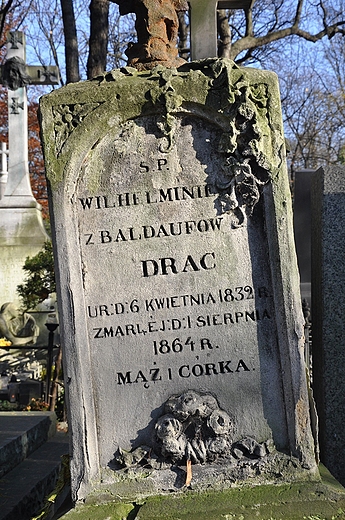 Ś.P.
WILHELMINIE
Z BALDAUFÓW
DRAC
UR: D: 6 KWIETNIA 1832 R.
ZMARŁEJ: D: 1 SIERPNIA
1864 R.
MĄŻ I CÓRKA.